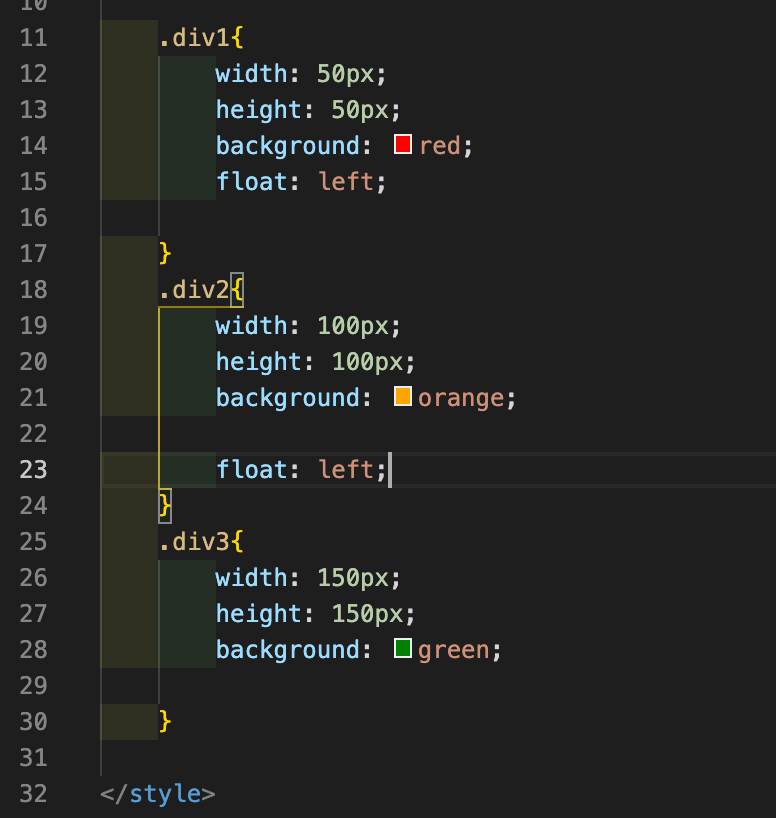 10
11 .div1{
12 width: 50px;
13 height: 50px;
14 background: red;
15 float: left;
16
17 }
18 .div2{
19 width: 100px;
20 height: 100px;
21 background: orange;
22
23 float: left;
24 }
25 .div3{
26 width: 150px;
27 height: 150px;
28 background: green;
29
30 }
31
32 </style>